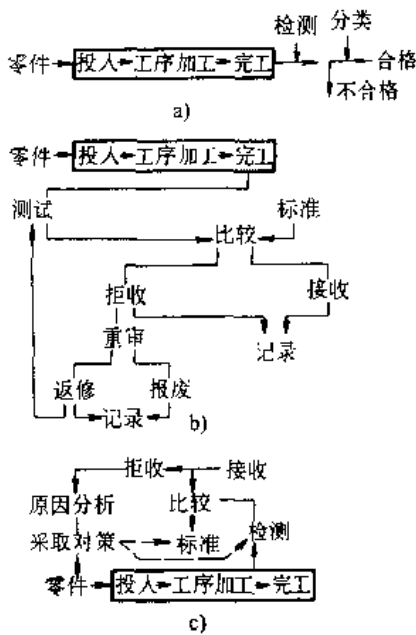 检测 分类
零件 投入 工序加工 完工 合格
不合格
a)
零件 投入 工序加工 完工
测试 标准
比较
拒收 接收
重审 记录
返修 报废
记录 b)
拒收 接收
原因分析 比较
采取对策 标准 检测
零件 投入 工序加工 完工
c)